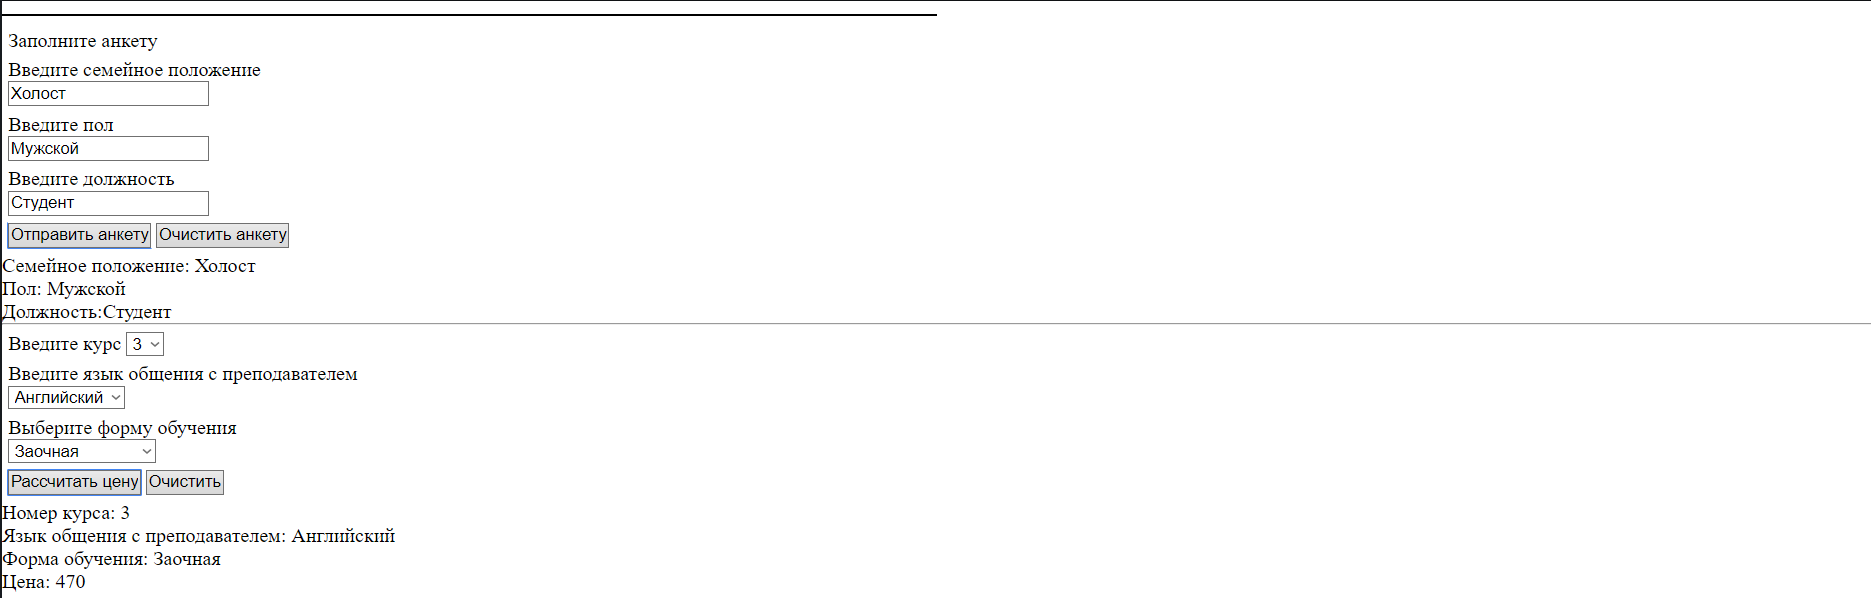 Заполните анкету
Введите семейное положение
Холост
Введите пол
Мужской
Введите должность
Студент
Отправить анкету Очистить анкету
Семейное положение: Холост
Пол: Мужской
Должность:Студент
Введите курс 3
Введите язык общения с преподавателем
Английский
Выберите форму обучения
Заочная
Рассчитать цену Очистить
Номер курса: 3
Язык общения с преподавателем: Английский
Форма обучения: Заочная
Цена: 470